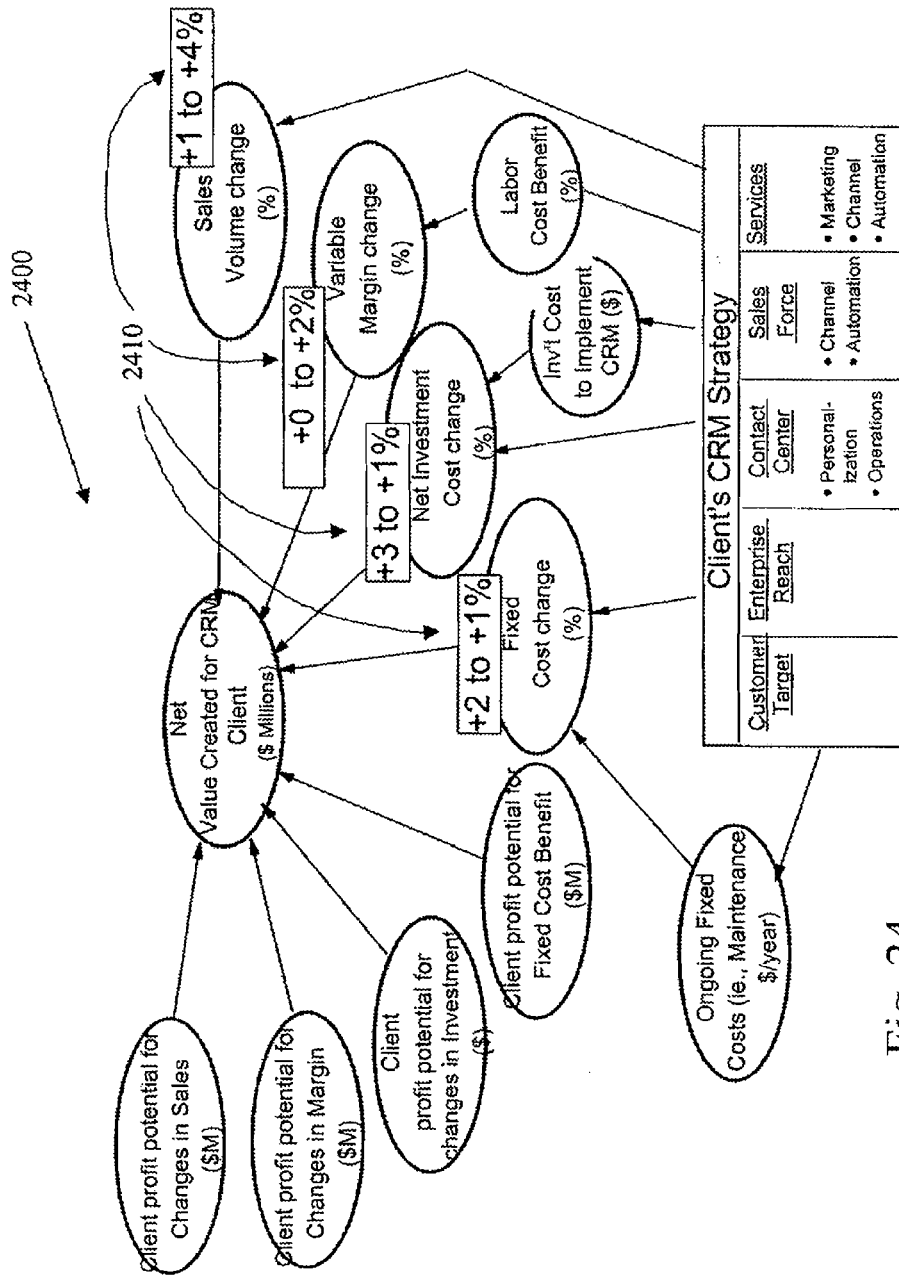 2400
2410
+1 to +4%
Sales
Volume change
(%)
+0 to +2%
Variable
Margin change
(%)
+3 to +1%
Net Investment
Cost change
(%)
+2 to +1%
Fixed
Cost change
(%)
Labor
Cost Benefit
(%)
Inv't Cost
to Implement
CRM ($)
Net
Value Created for CRM
Client
($ Millions)
Client profit potential for
Changes in Sales
($M)
Client profit potential for
Changes in Margin
($M)
Client
profit potential for
changes in Investment
($)
Client profit potential for
Fixed Cost Benefit
($M)
Ongoing Fixed
Costs (ie., Maintenance
$/year)
Client's CRM Strategy
Customer
Target
Enterprise
Reach
Contact
Center
• Personal-
ization
• Operations
Sales
Force
• Channel
• Automation
Services
• Marketing
• Channel
• Automation
Fig. 24